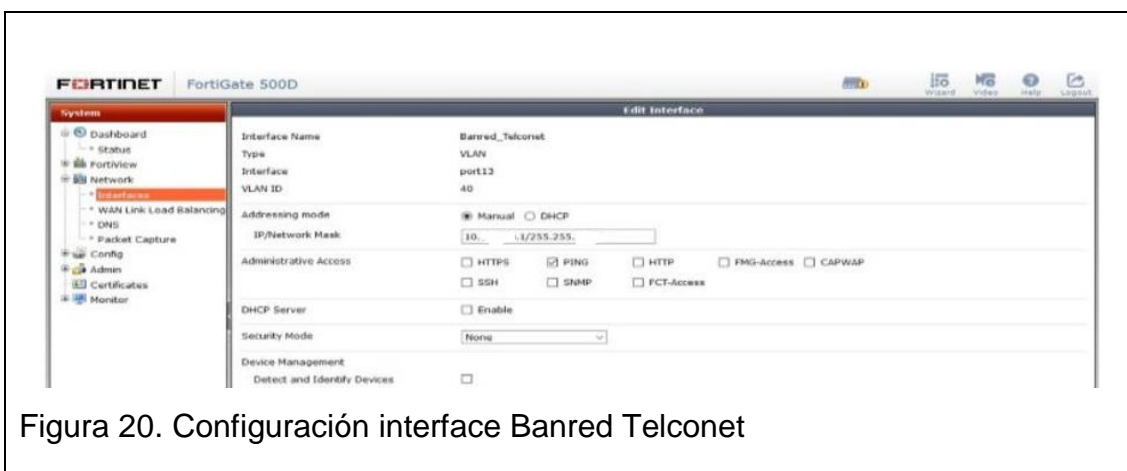 FORTINET FortiGate 500D
Wizard Video Help Logout
System
Dashboard
Status
FortiView
Network
Interfaces
WAN Link Load Balancing
DNS
Packet Capture
Config
Admin
Certificates
Monitor
Edit Interface
Interface Name Banred_Telconet
Type VLAN
Interface port13
VLAN ID 40
Addressing mode Manual DHCP
IP/Network Mask 10. .1/255.255.
Administrative Access HTTPS PING HTTP FMG-Access CAPWAP
SSH SNMP FCT-Access
DHCP Server Enable
Security Mode None
Device Management
Detect and Identify Devices
Figura 20. Configuración interface Banred Telconet